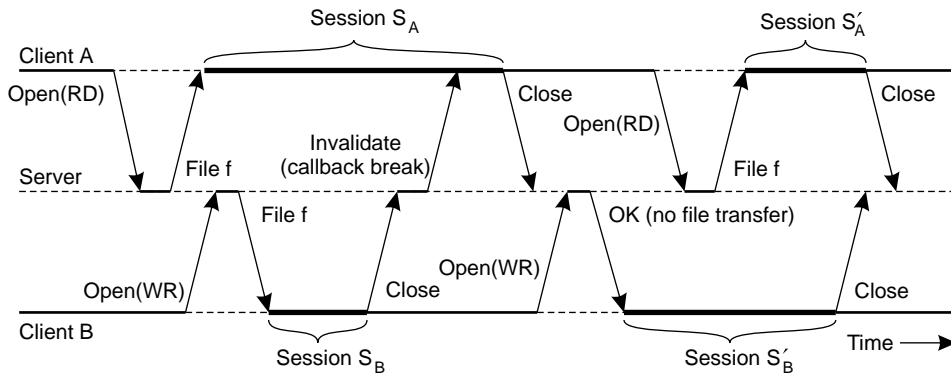 Session S_A
Session S′_A
Client A
Open(RD)
Close
Close
Open(RD)
Invalidate
(callback break)
File f
File f
Server
File f
OK (no file transfer)
Open(WR)
Open(WR)
Close
Close
Client B
Time
Session S_B
Session S′_B